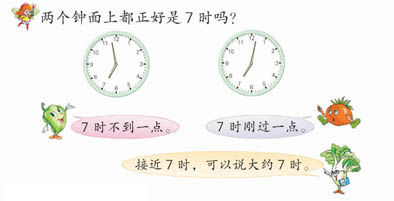 两个钟面上都正好是 7 时吗？
7 时不到一点。
7 时刚过一点。
接近 7 时，可以说大约 7 时。